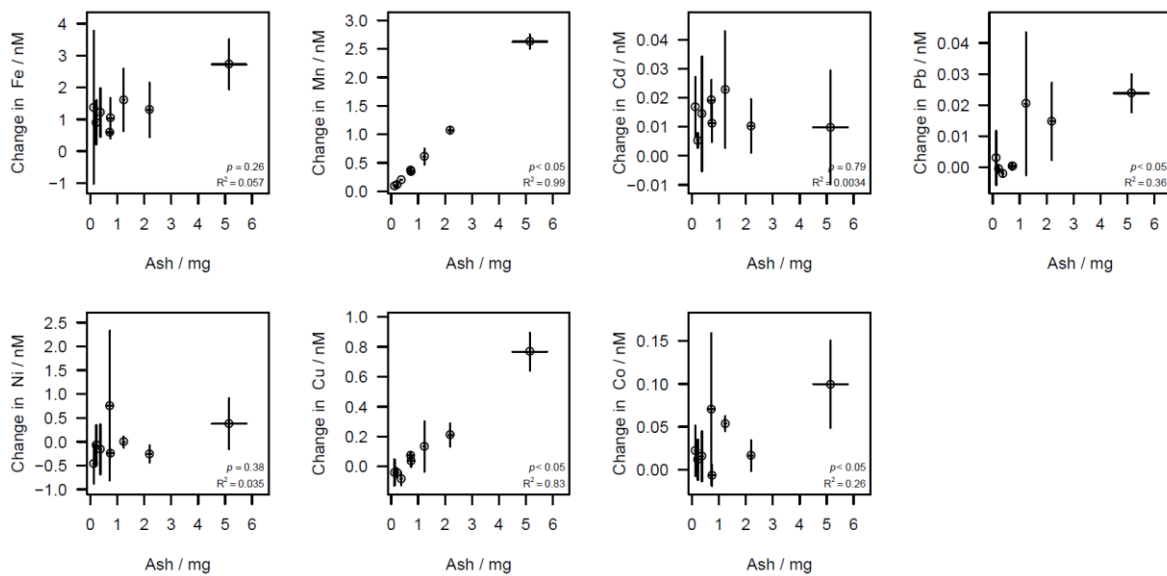 Change in Fe / nM
4
3
2
1
0
−1
p = 0.26
R² = 0.057
0 1 2 3 4 5 6
Ash / mg
Change in Mn / nM
3.0
2.5
2.0
1.5
1.0
0.5
0.0
p < 0.05
R² = 0.99
0 1 2 3 4 5 6
Ash / mg
Change in Cd / nM
0.04
0.03
0.02
0.01
0.00
−0.01
p = 0.79
R² = 0.0034
0 1 2 3 4 5 6
Ash / mg
Change in Pb / nM
0.04
0.03
0.02
0.01
0.00
p < 0.05
R² = 0.36
0 1 2 3 4 5 6
Ash / mg
Change in Ni / nM
2.5
2.0
1.5
1.0
0.5
0.0
−0.5
−1.0
p = 0.38
R² = 0.035
0 1 2 3 4 5 6
Ash / mg
Change in Cu / nM
1.0
0.8
0.6
0.4
0.2
0.0
p < 0.05
R² = 0.83
0 1 2 3 4 5 6
Ash / mg
Change in Co / nM
0.15
0.10
0.05
0.00
p < 0.05
R² = 0.26
0 1 2 3 4 5 6
Ash / mg